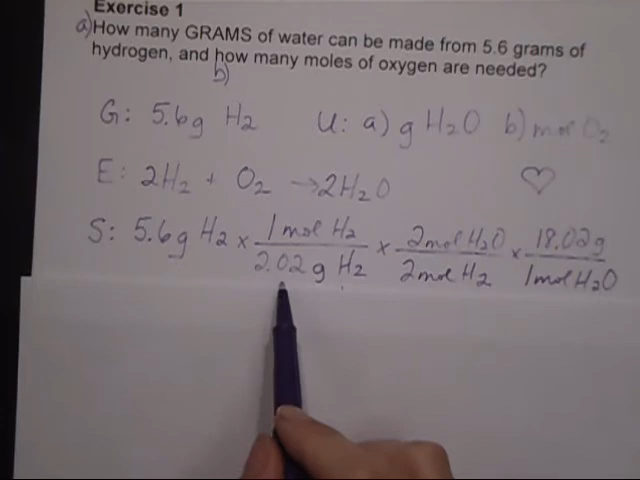 Exercise 1
a) How many GRAMS of water can be made from 5.6 grams of
hydrogen, and how many moles of oxygen are needed?
b)
G: 5.6g H2 U: a) g H2O b) mol O2
E: 2H2 + O2 → 2H2O
S: 5.6g H2 × 1 mol H2 / 2.02 g H2 × 2 mol H2O / 2 mol H2 × 18.02g / 1 mol H2O